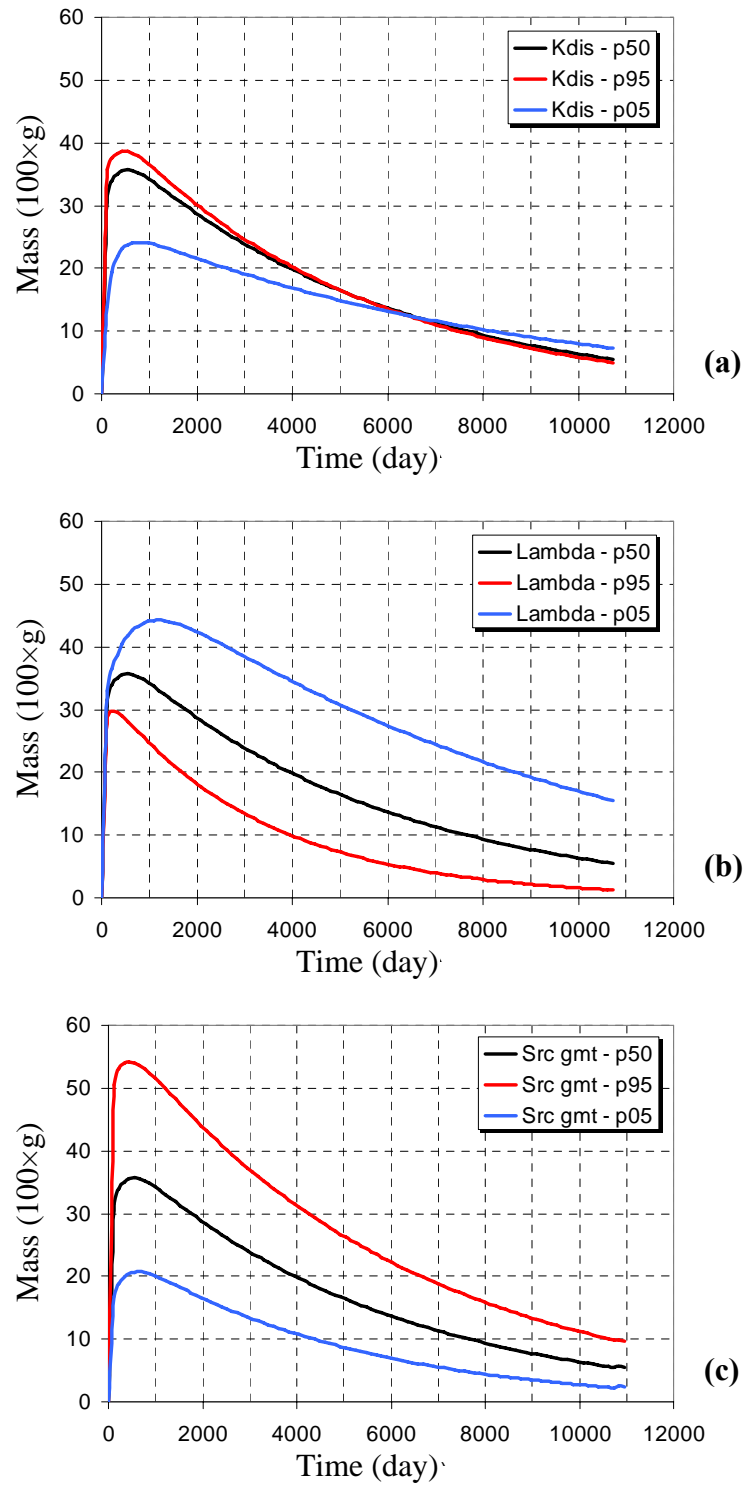 60
50
40
30
20
10
0
Mass (100×g)
Kdis - p50
Kdis - p95
Kdis - p05
0 2000 4000 6000 8000 10000 12000
Time (day)
(a)
60
50
40
30
20
10
0
Mass (100×g)
Lambda - p50
Lambda - p95
Lambda - p05
0 2000 4000 6000 8000 10000 12000
Time (day)
(b)
60
50
40
30
20
10
0
Mass (100×g)
Src gmt - p50
Src gmt - p95
Src gmt - p05
0 2000 4000 6000 8000 10000 12000
Time (day)
(c)